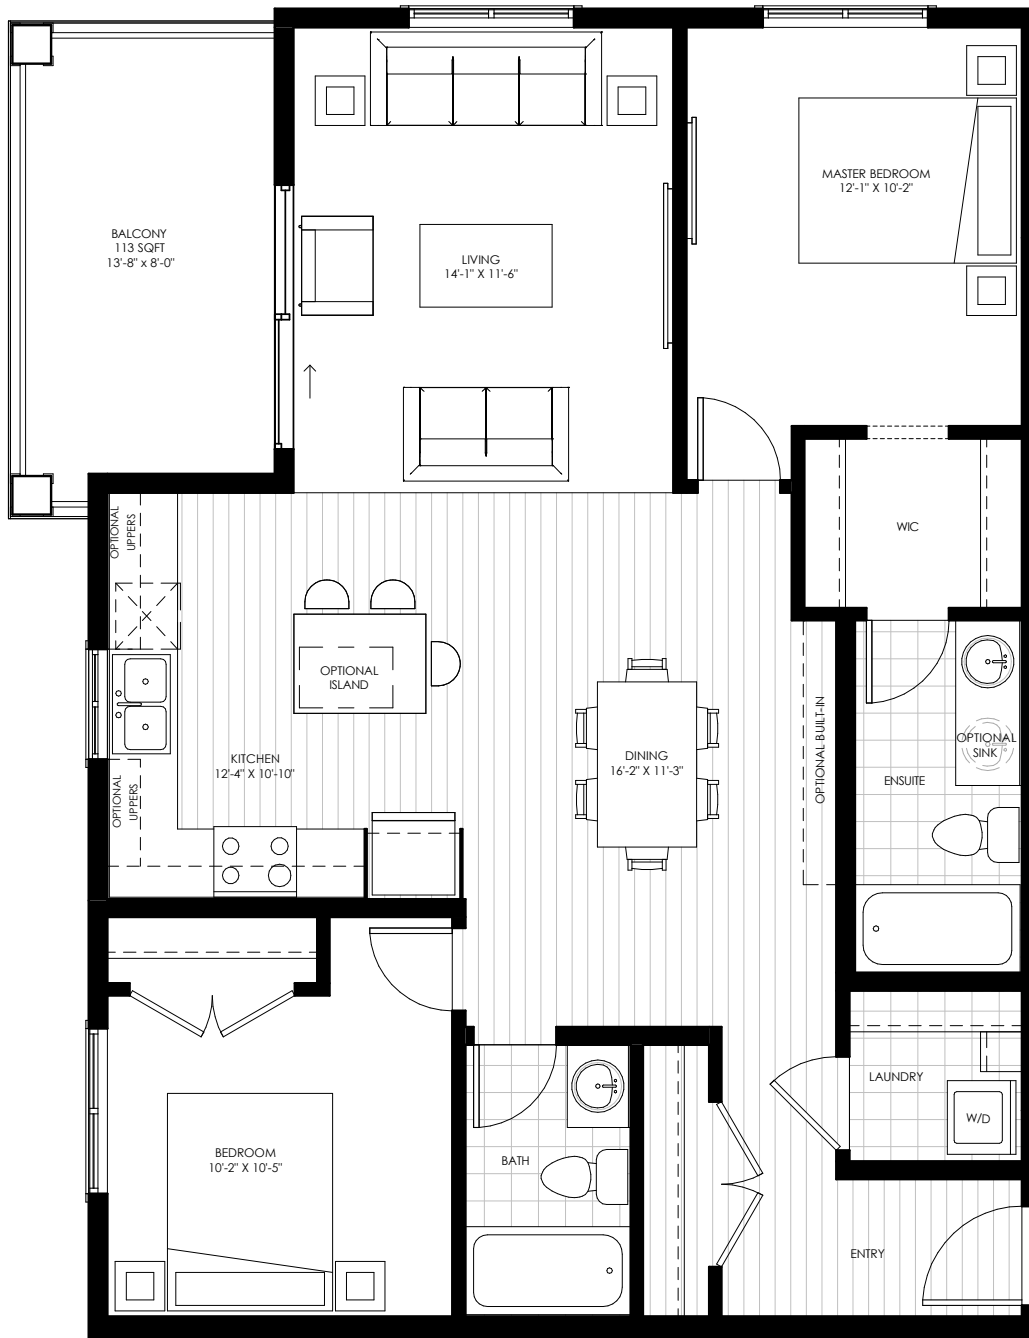 MASTER BEDROOM
12'-1" X 10'-2"
BALCONY
113 SQFT
13'-8" x 8'-0"
LIVING
14'-1" X 11'-6"
OPTIONAL
UPPERS
WIC
OPTIONAL
ISLAND
OPTIONAL BUILT-IN
OPTIONAL
SINK
KITCHEN
12'-4" X 10'-10"
DINING
16'-2" X 11'-3"
ENSUITE
OPTIONAL
UPPERS
LAUNDRY
W/D
BEDROOM
10'-2" X 10'-5"
BATH
ENTRY